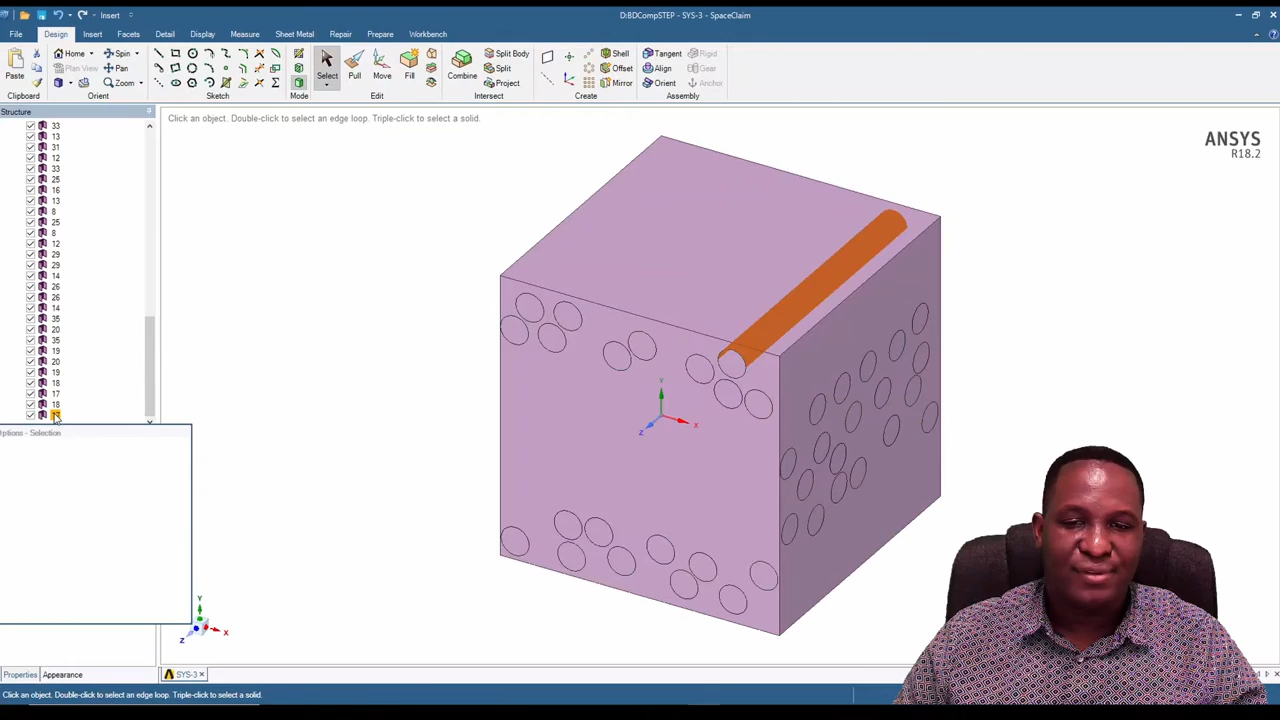 Insert
D:BDCompSTEP - SYS-3 - SpaceClaim
File Design Insert Facets Detail Display Measure Sheet Metal Repair Prepare Workbench
Paste
Home
Plan View
Spin
Pan
Zoom
Select
Pull
Move
Fill
Combine
Split Body
Split
Project
Shell
Offset
Mirror
Tangent
Align
Orient
Rigid
Gear
Anchor
Clipboard Orient Sketch Mode Edit Intersect Create Assembly
Structure
Click an object. Double-click to select an edge loop. Triple-click to select a solid.
ANSYS
R18.2
33
13
31
12
33
25
16
13
8
25
8
12
29
29
14
26
26
14
35
20
35
19
20
19
18
17
18
ptions - Selection
Y
X
Z
Y
X
Z
Properties Appearance
SYS-3
Click an object. Double-click to select an edge loop. Triple-click to select a solid.